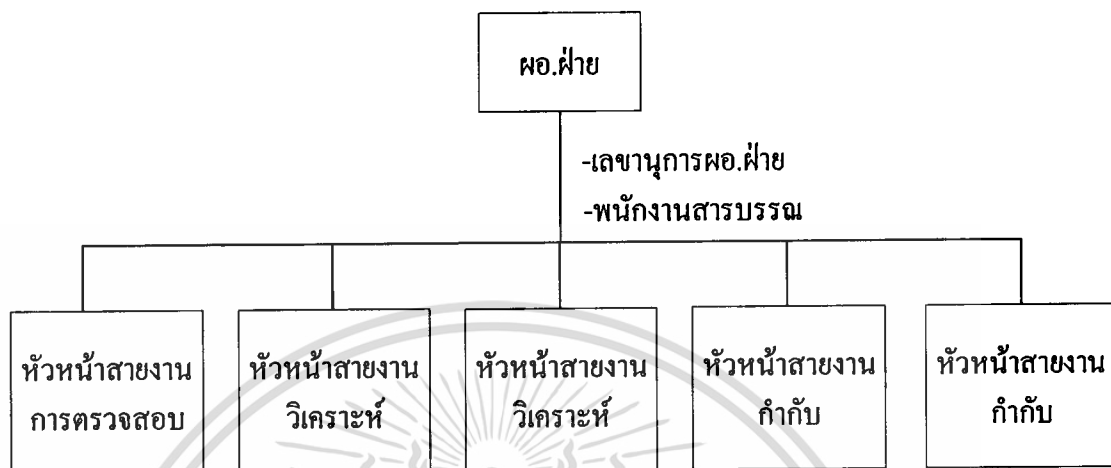 ผอ.ฝ่าย
-เลขานุการผอ.ฝ่าย
-พนักงานสารบรรณ
หัวหน้าสายงาน
การตรวจสอบ
หัวหน้าสายงาน
วิเคราะห์
หัวหน้าสายงาน
วิเคราะห์
หัวหน้าสายงาน
กำกับ
หัวหน้าสายงาน
กำกับ